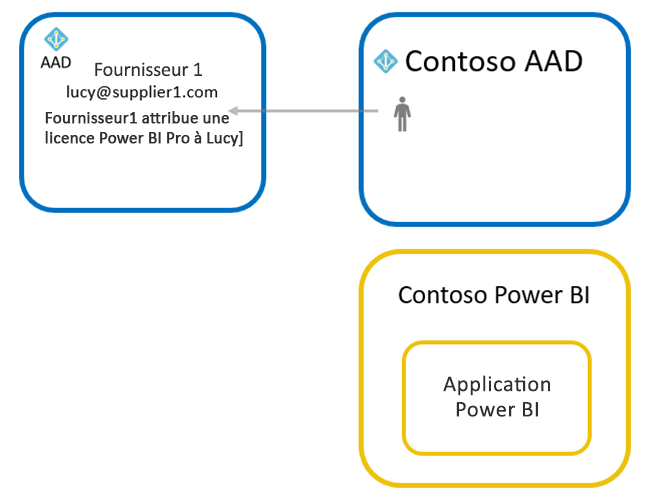 AAD
Fournisseur 1
lucy@supplier1.com
Fournisseur1 attribue une
licence Power BI Pro à Lucy]
Contoso AAD
Contoso Power BI
Application
Power BI